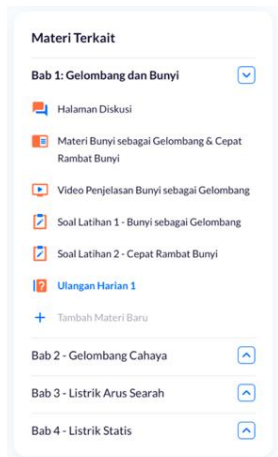 Materi Terkait
Bab 1: Gelombang dan Bunyi
Halaman Diskusi
Materi Bunyi sebagai Gelombang & Cepat
Rambat Bunyi
Video Penjelasan Bunyi sebagai Gelombang
Soal Latihan 1 - Bunyi sebagai Gelombang
Soal Latihan 2 - Cepat Rambat Bunyi
Ulangan Harian 1
Tambah Materi Baru
Bab 2 - Gelombang Cahaya
Bab 3 - Listrik Arus Searah
Bab 4 - Listrik Statis